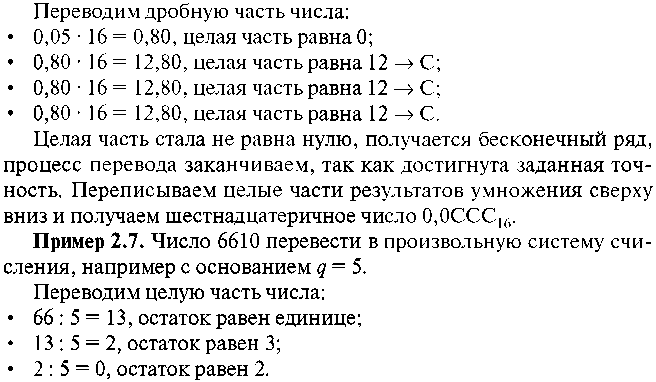 Переводим дробную часть числа:
• 0,05 · 16 = 0,80, целая часть равна 0;
• 0,80 · 16 = 12,80, целая часть равна 12 → С;
• 0,80 · 16 = 12,80, целая часть равна 12 → С;
• 0,80 · 16 = 12,80, целая часть равна 12 → С.
Целая часть стала не равна нулю, получается бесконечный ряд,
процесс перевода заканчиваем, так как достигнута заданная точ-
ность. Переписываем целые части результатов умножения сверху
вниз и получаем шестнадцатеричное число 0,0ССС₁₆.
Пример 2.7. Число 6610 перевести в произвольную систему счи-
сления, например с основанием q = 5.
Переводим целую часть числа:
• 66 : 5 = 13, остаток равен единице;
• 13 : 5 = 2, остаток равен 3;
• 2 : 5 = 0, остаток равен 2.